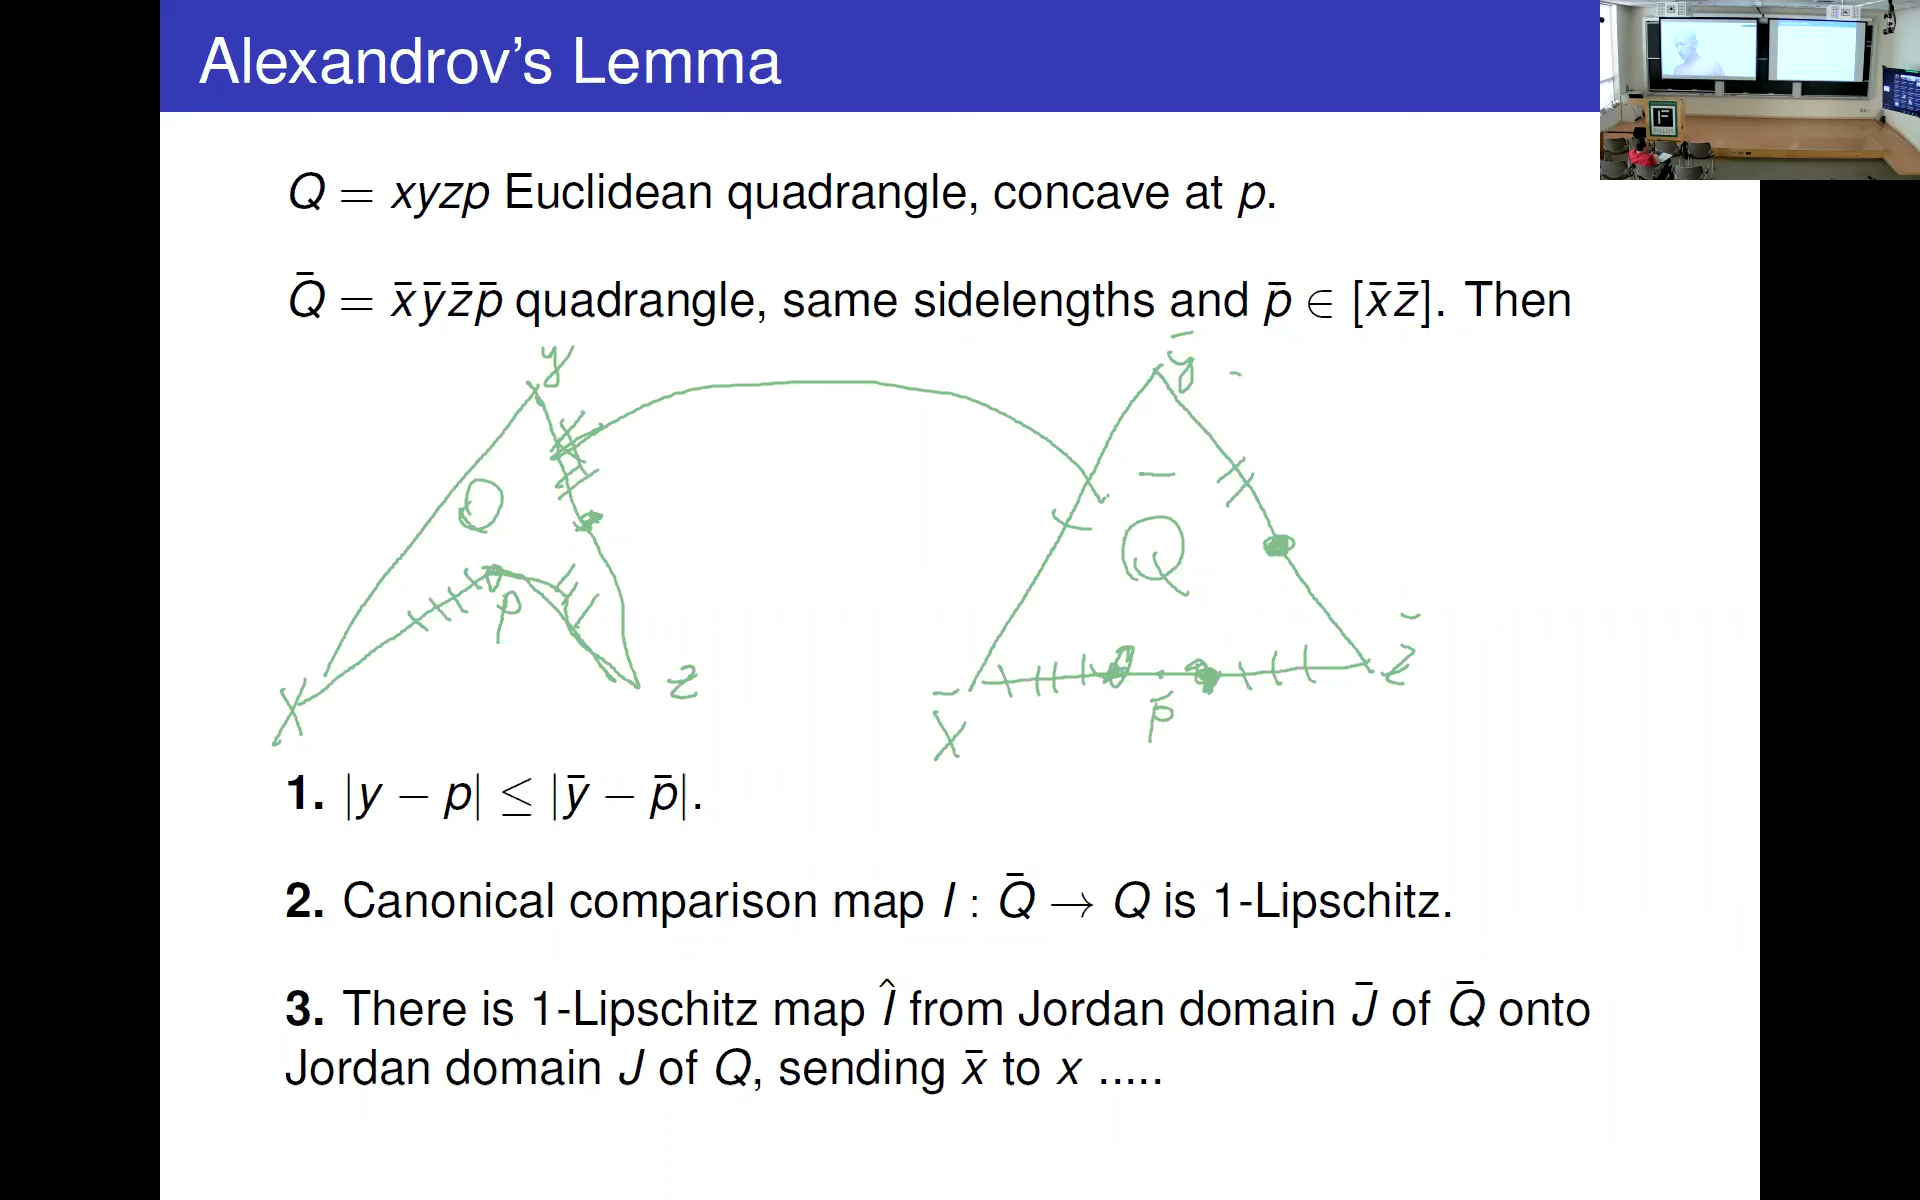 Alexandrov's Lemma
Q = xyzp Euclidean quadrangle, concave at p.
Q̄ = x̄ȳz̄p̄ quadrangle, same sidelengths and p̄ ∈ [x̄z̄]. Then
y
ȳ
Q
Q̄
p
x
z
x̄
p̄
z̄
1. |y − p| ≤ |ȳ − p̄|.
2. Canonical comparison map I : Q̄ → Q is 1-Lipschitz.
3. There is 1-Lipschitz map Î from Jordan domain J̄ of Q̄ onto
Jordan domain J of Q, sending x̄ to x .....
FIELDS